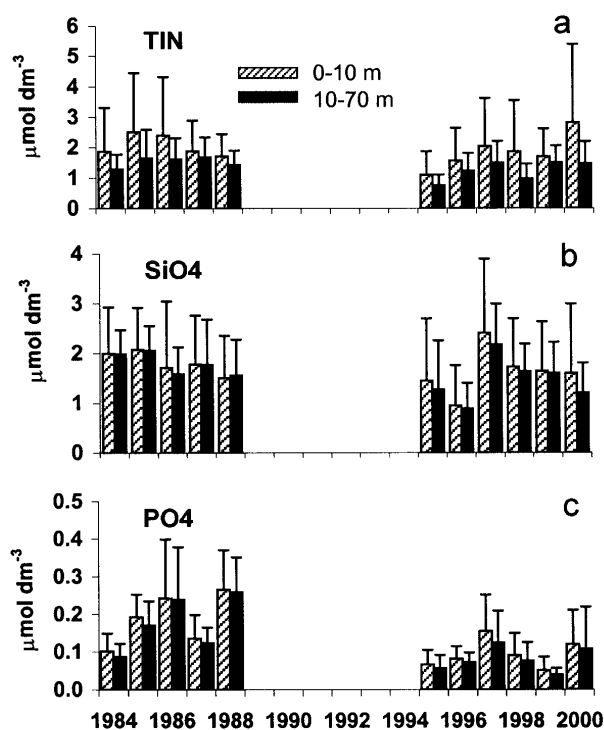 TIN
a
0-10 m
10-70 m
μmol dm-3
6
5
4
3
2
1
0
SiO4
b
μmol dm-3
4
3
2
1
0
PO4
c
μmol dm-3
0.5
0.4
0.3
0.2
0.1
0.0
1984 1986 1988 1990 1992 1994 1996 1998 2000